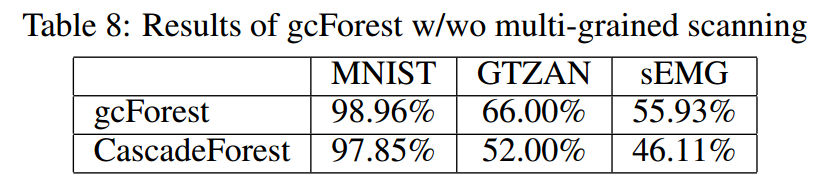 Table 8: Results of gcForest w/wo multi-grained scanning
MNIST GTZAN sEMG
gcForest 98.96% 66.00% 55.93%
CascadeForest 97.85% 52.00% 46.11%